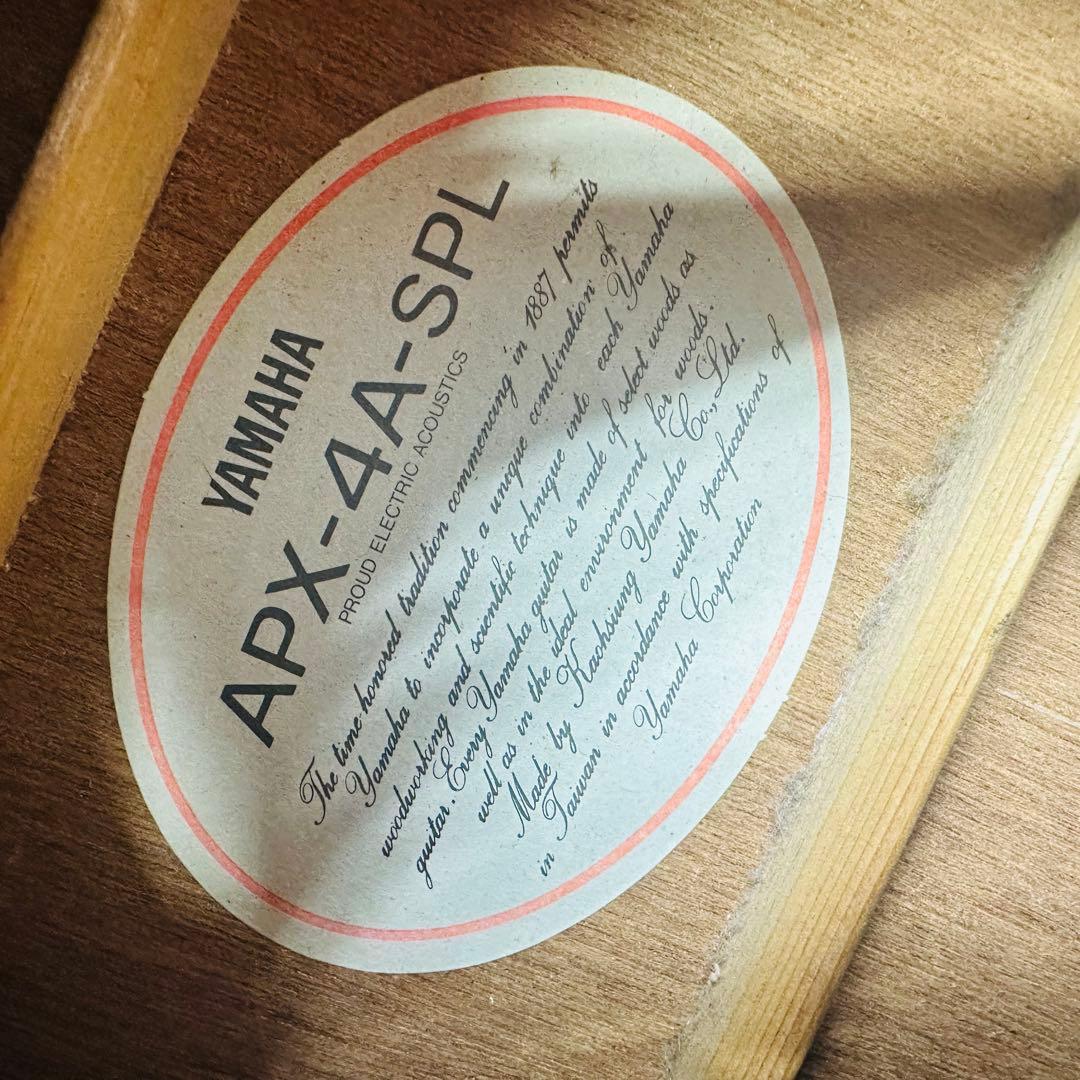 YAMAHA
APX-4A-SPL
PROUD ELECTRIC ACOUSTICS
The time-honored tradition commencing in 1887 permits
Yamaha to incorporate a unique combination of
woodworking and scientific technique into each Yamaha
guitar. Every Yamaha guitar is made of select woods as
well as in the ideal environment for woods.
Made by Kaohsiung Yamaha Co., Ltd.
in Taiwan in accordance with specifications of
Yamaha Corporation